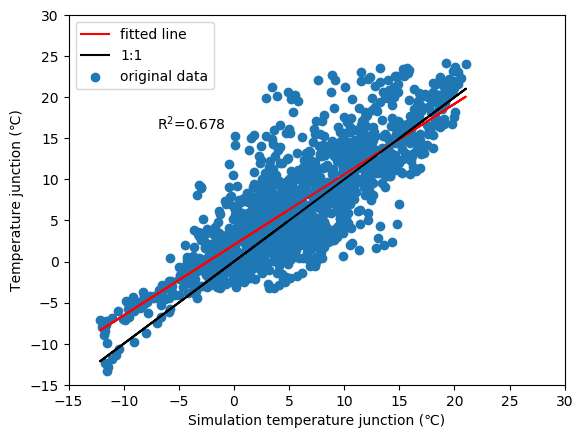 fitted line
1:1
original data
R²=0.678
Temperature junction (℃)
30
25
20
15
10
5
0
−5
−10
−15
−15 −10 −5 0 5 10 15 20 25 30
Simulation temperature junction (℃)